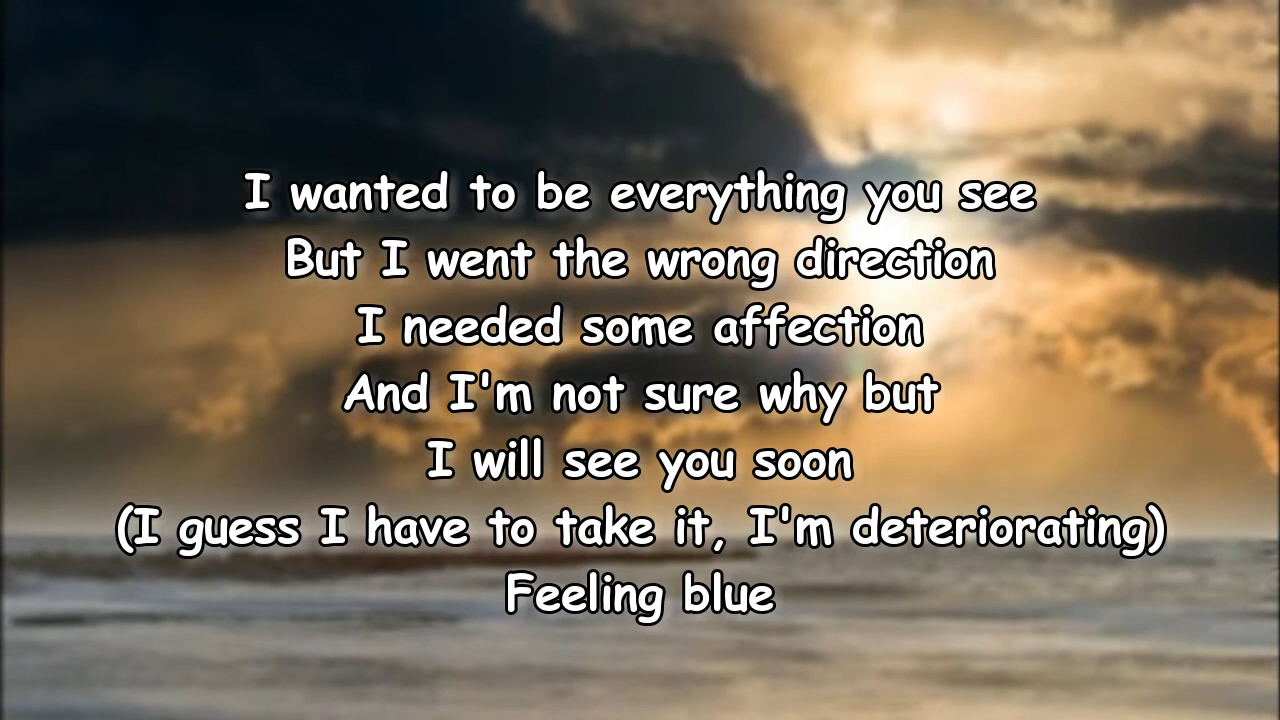 I wanted to be everything you see
But I went the wrong direction
I needed some affection
And I'm not sure why but
I will see you soon
(I guess I have to take it, I'm deteriorating)
Feeling blue